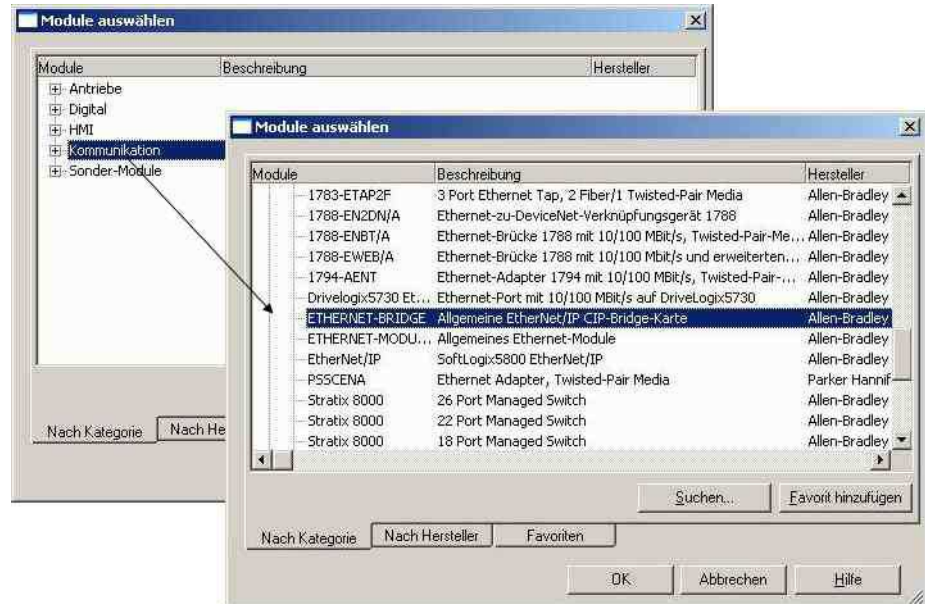 Module auswählen
Module Beschreibung Hersteller
Antriebe
Digital
HMI
Kommunikation
Sonder-Module
Nach Kategorie Nach He
Module auswählen
Module Beschreibung Hersteller
1783-ETAP2F 3 Port Ethernet Tap, 2 Fiber/1 Twisted-Pair Media Allen-Bradley
1788-EN2DN/A Ethernet-zu-DeviceNet-Verknüpfungsgerät 1788 Allen-Bradley
1788-ENBT/A Ethernet-Brücke 1788 mit 10/100 MBit/s, Twisted-Pair-Me... Allen-Bradley
1788-EWEB/A Ethernet-Brücke 1788 mit 10/100 MBit/s und erweiterten... Allen-Bradley
1794-AENT Ethernet-Adapter 1794 mit 10/100 MBit/s, Twisted-Pair-... Allen-Bradley
Drivelogix5730 Et... Ethernet-Port mit 10/100 MBit/s auf DriveLogix5730 Allen-Bradley
ETHERNET-BRIDGE Allgemeine EtherNet/IP CIP-Bridge-Karte Allen-Bradley
ETHERNET-MODU... Allgemeines Ethernet-Module Allen-Bradley
EtherNet/IP SoftLogix5800 EtherNet/IP Allen-Bradley
PSSCENA Ethernet Adapter, Twisted-Pair Media Parker Hannif
Stratix 8000 26 Port Managed Switch Allen-Bradley
Stratix 8000 22 Port Managed Switch Allen-Bradley
Stratix 8000 18 Port Managed Switch Allen-Bradley
Suchen... Favorit hinzufügen
Nach Kategorie Nach Hersteller Favoriten
OK Abbrechen Hilfe